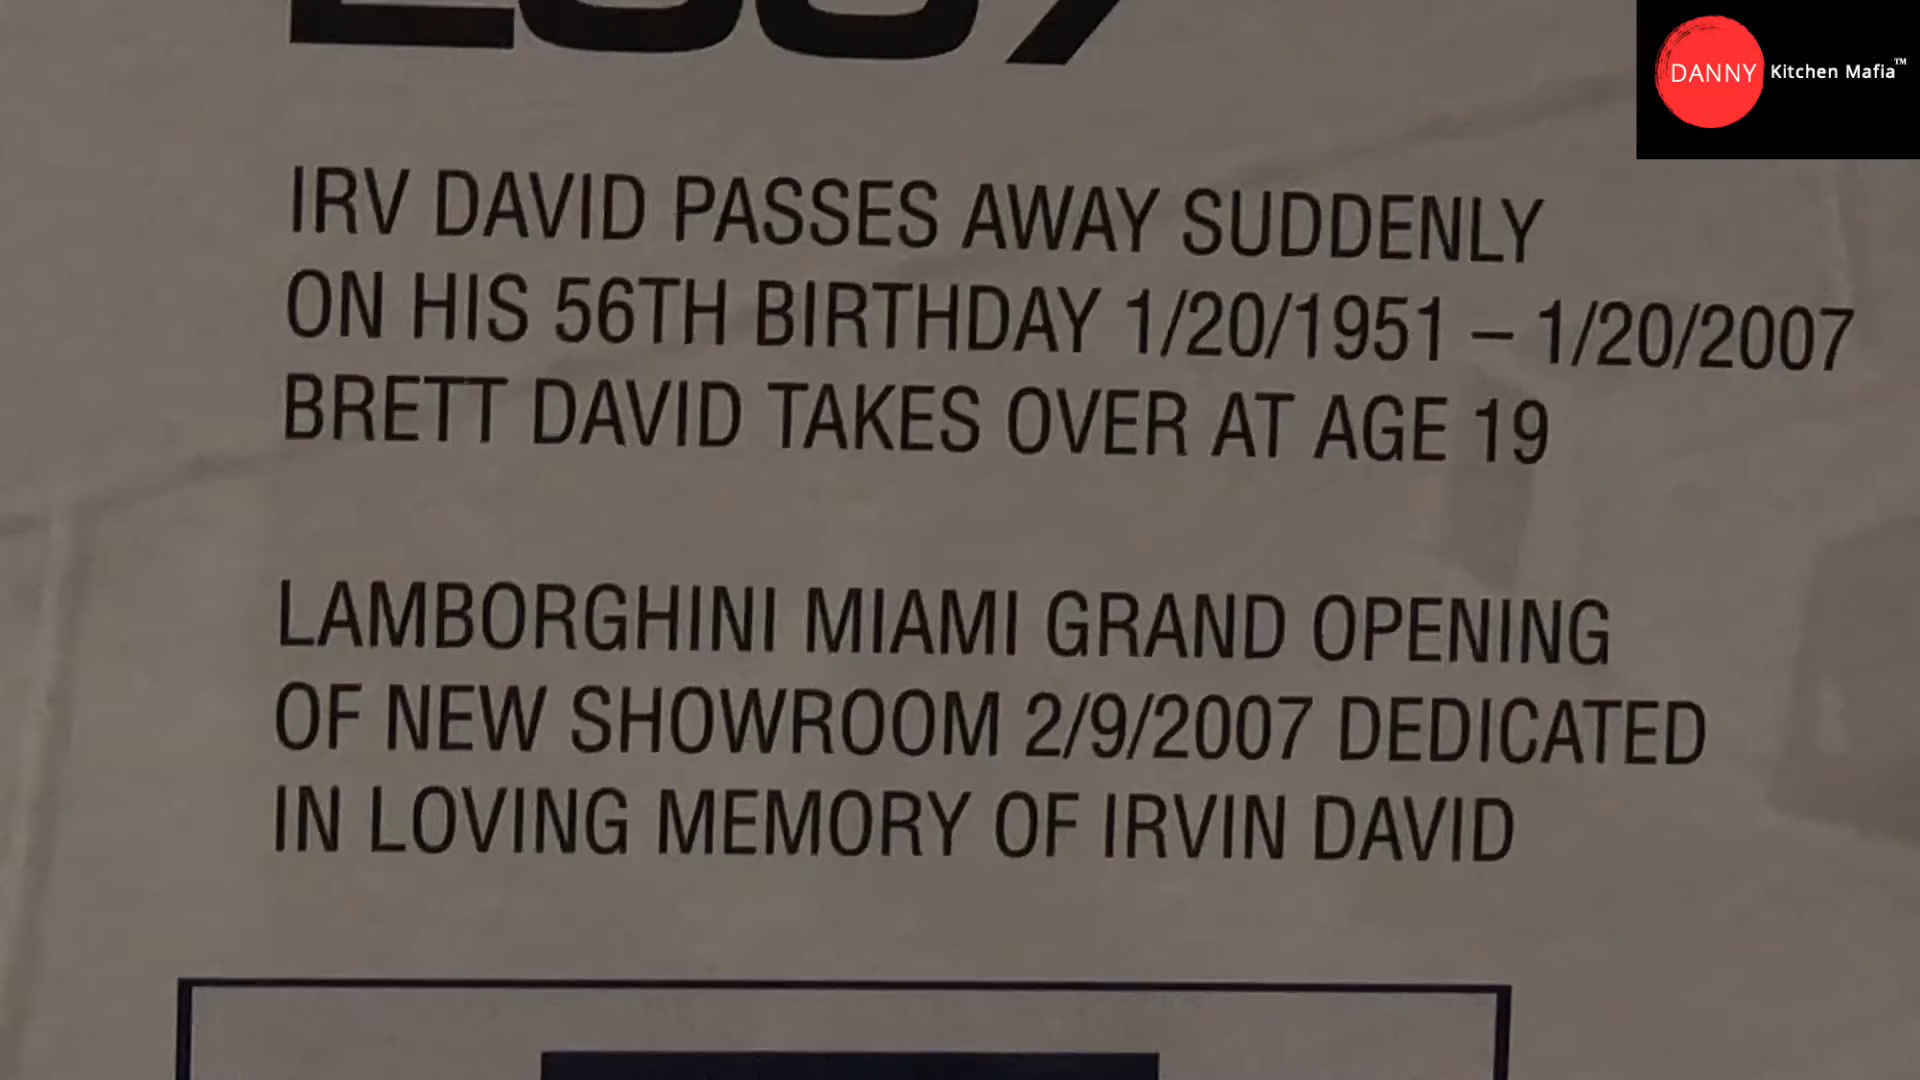 2007
DANNY Kitchen Mafia™
IRV DAVID PASSES AWAY SUDDENLY
ON HIS 56TH BIRTHDAY 1/20/1951 – 1/20/2007
BRETT DAVID TAKES OVER AT AGE 19
LAMBORGHINI MIAMI GRAND OPENING
OF NEW SHOWROOM 2/9/2007 DEDICATED
IN LOVING MEMORY OF IRVIN DAVID